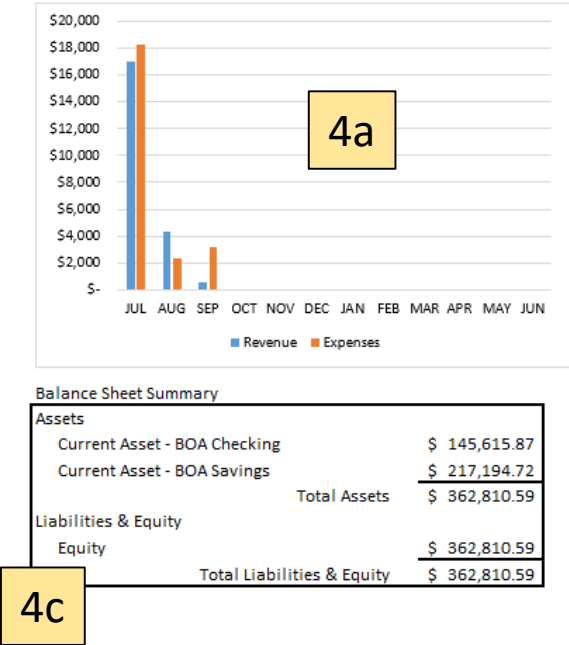 $20,000
$18,000
$16,000
$14,000
$12,000
$10,000
$8,000
$6,000
$4,000
$2,000
$-
4a
JUL AUG SEP OCT NOV DEC JAN FEB MAR APR MAY JUN
Revenue Expenses
Balance Sheet Summary
Assets
Current Asset - BOA Checking $ 145,615.87
Current Asset - BOA Savings $ 217,194.72
Total Assets $ 362,810.59
Liabilities & Equity
Equity $ 362,810.59
Total Liabilities & Equity $ 362,810.59
4c